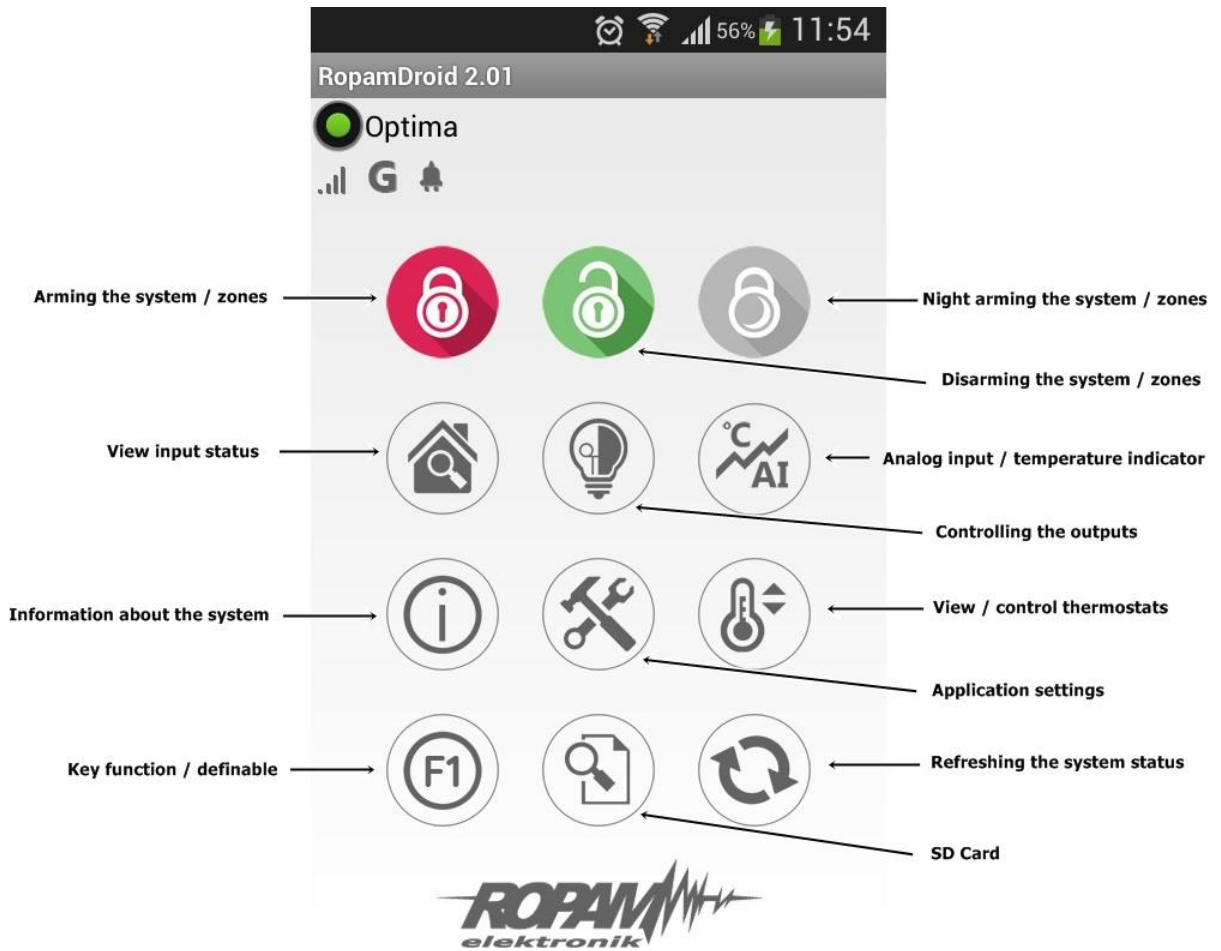 56% 11:54
RopamDroid 2.01
Optima
G
Arming the system / zones
Night arming the system / zones
Disarming the system / zones
View input status
°C
AI
Analog input / temperature indicator
Controlling the outputs
Information about the system
i
View / control thermostats
Application settings
Key function / definable
F1
Refreshing the system status
SD Card
ROPAM
elektronik